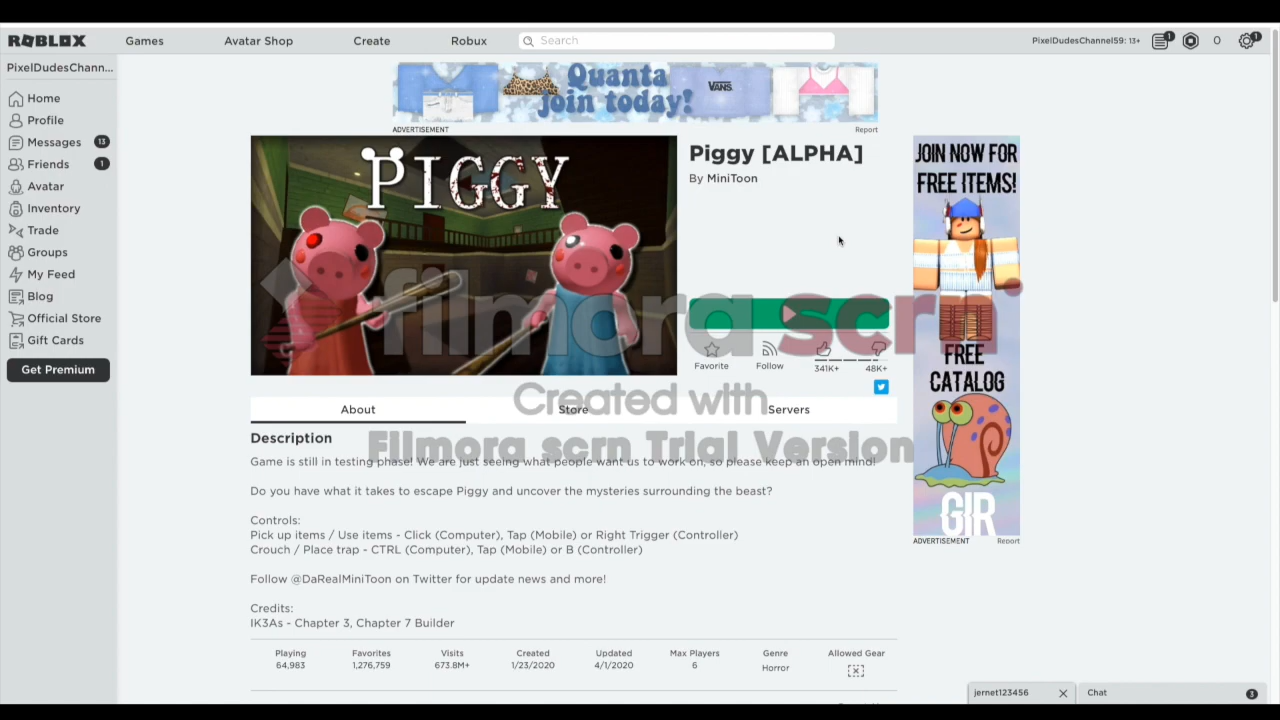 ROBLOX
Games
Avatar Shop
Create
Robux
Search
PixelDudesChannel59: 13+
1
0
1
PixelDudesChann...
Home
Profile
Messages 13
Friends 1
Avatar
Inventory
Trade
Groups
My Feed
Blog
Official Store
Gift Cards
Get Premium
Quanta
join today!
VANS
ADVERTISEMENT
Report
PIGGY
Piggy [ALPHA]
By MiniToon
Favorite
Follow
341K+
48K+
filmora scrn
Created with
Filmora scrn Trial Version
About
Store
Servers
Description
Game is still in testing phase! We are just seeing what people want us to work on, so please keep an open mind!
Do you have what it takes to escape Piggy and uncover the mysteries surrounding the beast?
Controls:
Pick up items / Use items - Click (Computer), Tap (Mobile) or Right Trigger (Controller)
Crouch / Place trap - CTRL (Computer), Tap (Mobile) or B (Controller)
Follow @DaRealMiniToon on Twitter for update news and more!
Credits:
IK3As - Chapter 3, Chapter 7 Builder
Playing
64,983
Favorites
1,276,759
Visits
673.8M+
Created
1/23/2020
Updated
4/1/2020
Max Players
6
Genre
Horror
Allowed Gear
JOIN NOW FOR
FREE ITEMS!
FREE
CATALOG
GIR
ADVERTISEMENT
Report
jernet123456
Chat
3